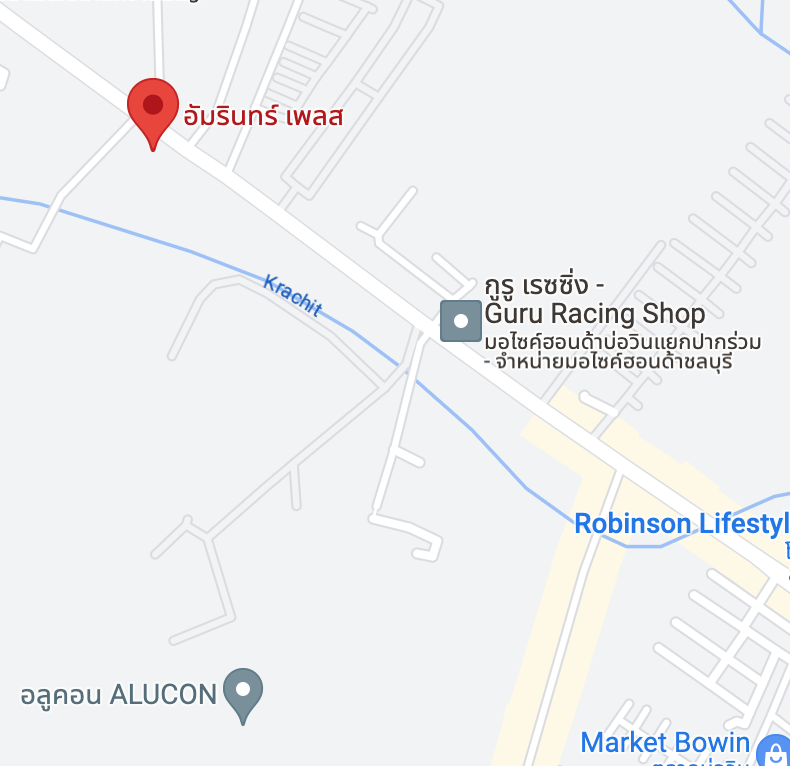 อัมรินทร์ เพลส
Krachit
กูรู เรซซิ่ง -
Guru Racing Shop
มอไซค์ฮอนด้าบ่อวินแยกปากร่วม
- จำหน่ายมอไซค์ฮอนด้าชลบุรี
Robinson Lifestyl
อลูคอน ALUCON
Market Bowin